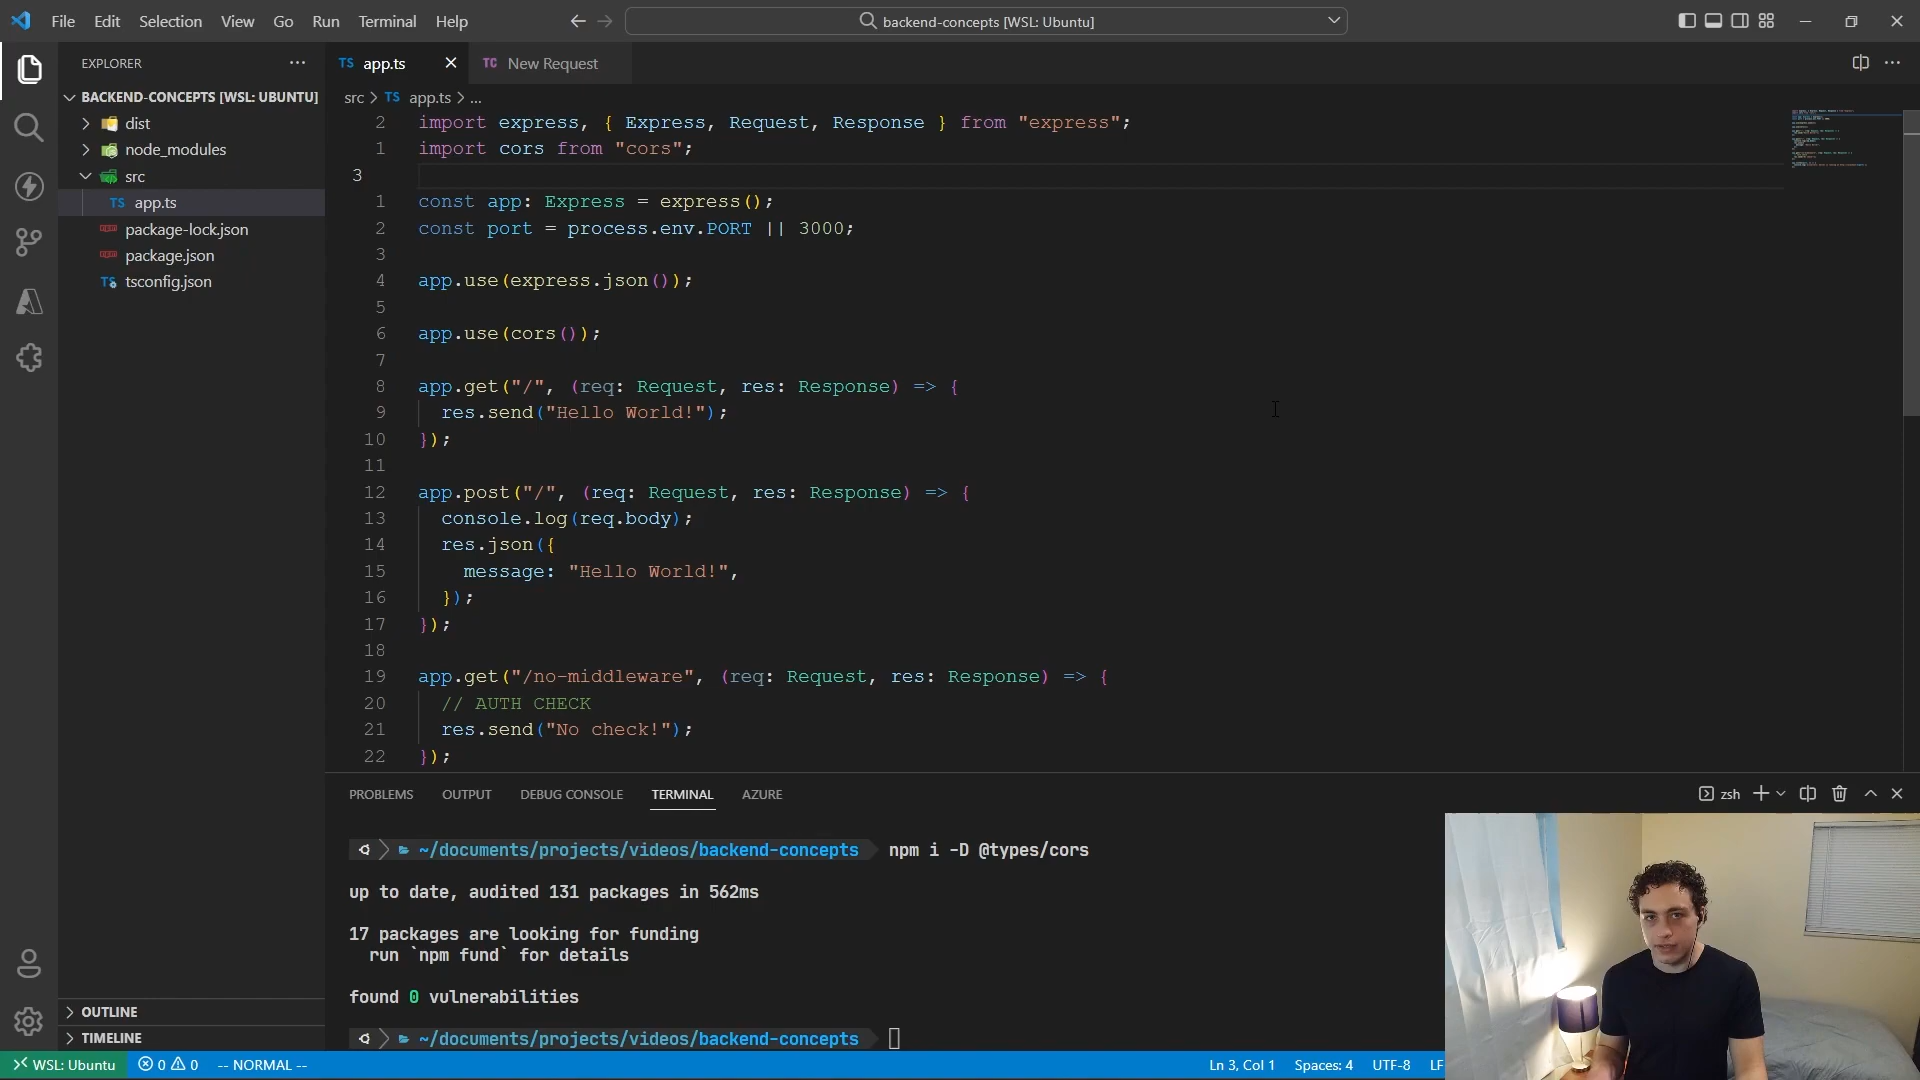 File Edit Selection View Go Run Terminal Help
backend-concepts [WSL: Ubuntu]
EXPLORER
BACKEND-CONCEPTS [WSL: UBUNTU]
dist
node_modules
src
TS app.ts
package-lock.json
package.json
TS tsconfig.json
OUTLINE
TIMELINE
TS app.ts
TC New Request
src > TS app.ts > ...
2 import express, { Express, Request, Response } from "express";
1 import cors from "cors";
3
1 const app: Express = express();
2 const port = process.env.PORT || 3000;
3
4 app.use(express.json());
5
6 app.use(cors());
7
8 app.get("/", (req: Request, res: Response) => {
9 res.send("Hello World!");
10 });
11
12 app.post("/", (req: Request, res: Response) => {
13 console.log(req.body);
14 res.json({
15 message: "Hello World!",
16 });
17 });
18
19 app.get("/no-middleware", (req: Request, res: Response) => {
20 // AUTH CHECK
21 res.send("No check!");
22 });
PROBLEMS OUTPUT DEBUG CONSOLE TERMINAL AZURE
zsh
~/documents/projects/videos/backend-concepts npm i -D @types/cors
up to date, audited 131 packages in 562ms
17 packages are looking for funding
run `npm fund` for details
found 0 vulnerabilities
~/documents/projects/videos/backend-concepts
WSL: Ubuntu 0 0 -- NORMAL -- Ln 3, Col 1 Spaces: 4 UTF-8 LF